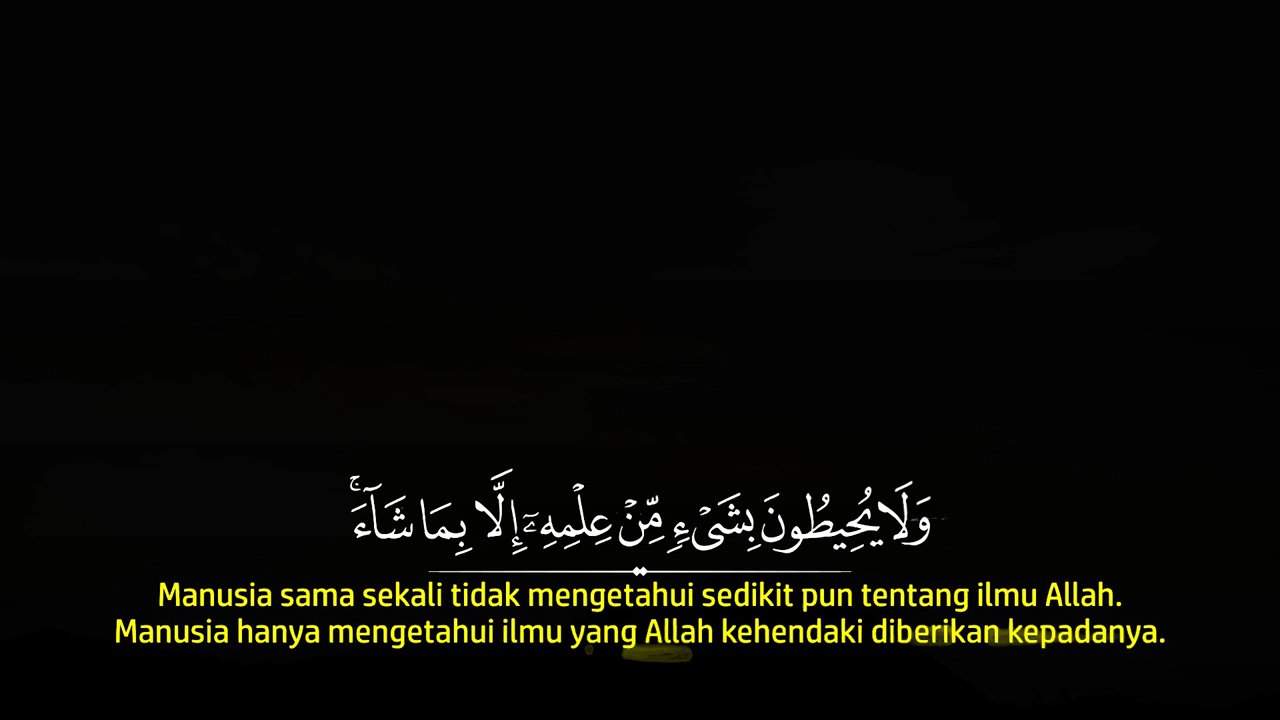 وَلَا يُحِيطُونَ بِشَىْءٍ مِّنْ عِلْمِهِۦٓ إِلَّا بِمَا شَآءَ ۚ
Manusia sama sekali tidak mengetahui sedikit pun tentang ilmu Allah.
Manusia hanya mengetahui ilmu yang Allah kehendaki diberikan kepadanya.